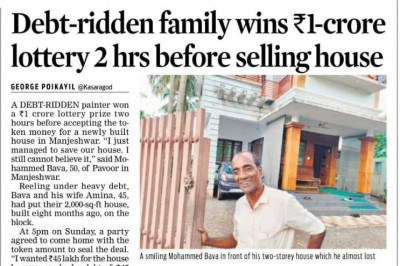 Debt-ridden family wins ₹1-crore
lottery 2 hrs before selling house
GEORGE POIKAYIL @Kasaragod
A DEBT-RIDDEN painter won
a ₹1 crore lottery prize two
hours before accepting the to-
ken money for a newly built
house in Manjeshwar. “I just
managed to save our house. I
still cannot believe it,” said Mo-
hammed Bava, 50, of Pavoor in
Manjeshwar.
Reeling under heavy debt,
Bava and his wife Amina, 45,
had put their 2,000-sq-ft house,
built eight months ago, on the
block.
At 5pm on Sunday, a party
agreed to come home with the
token amount to seal the deal.
“I wanted ₹45 lakh for the house
A smiling Mohammed Bava in front of his two-storey house which he almost lost